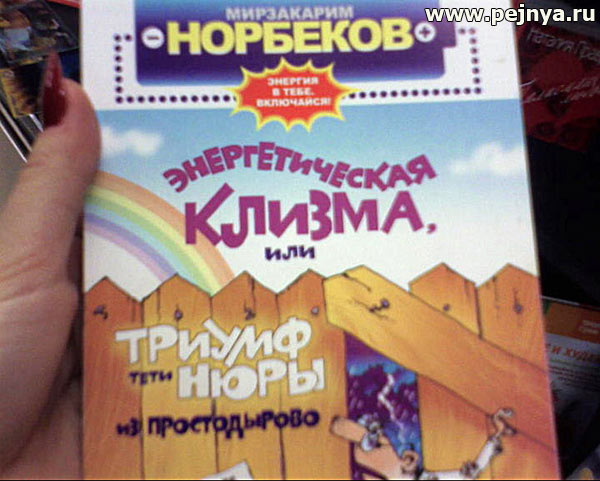 www.pejnya.ru
МИРЗАКАРИМ
- НОРБЕКОВ +
ЭНЕРГИЯ
В ТЕБЕ.
ВКЛЮЧАЙСЯ!
ЭНЕРГЕТИЧЕСКАЯ
КЛИЗМА,
ИЛИ
ТРИУМФ
ТЕТИ НЮРЫ
ИЗ ПРОСТОДЫРОВО